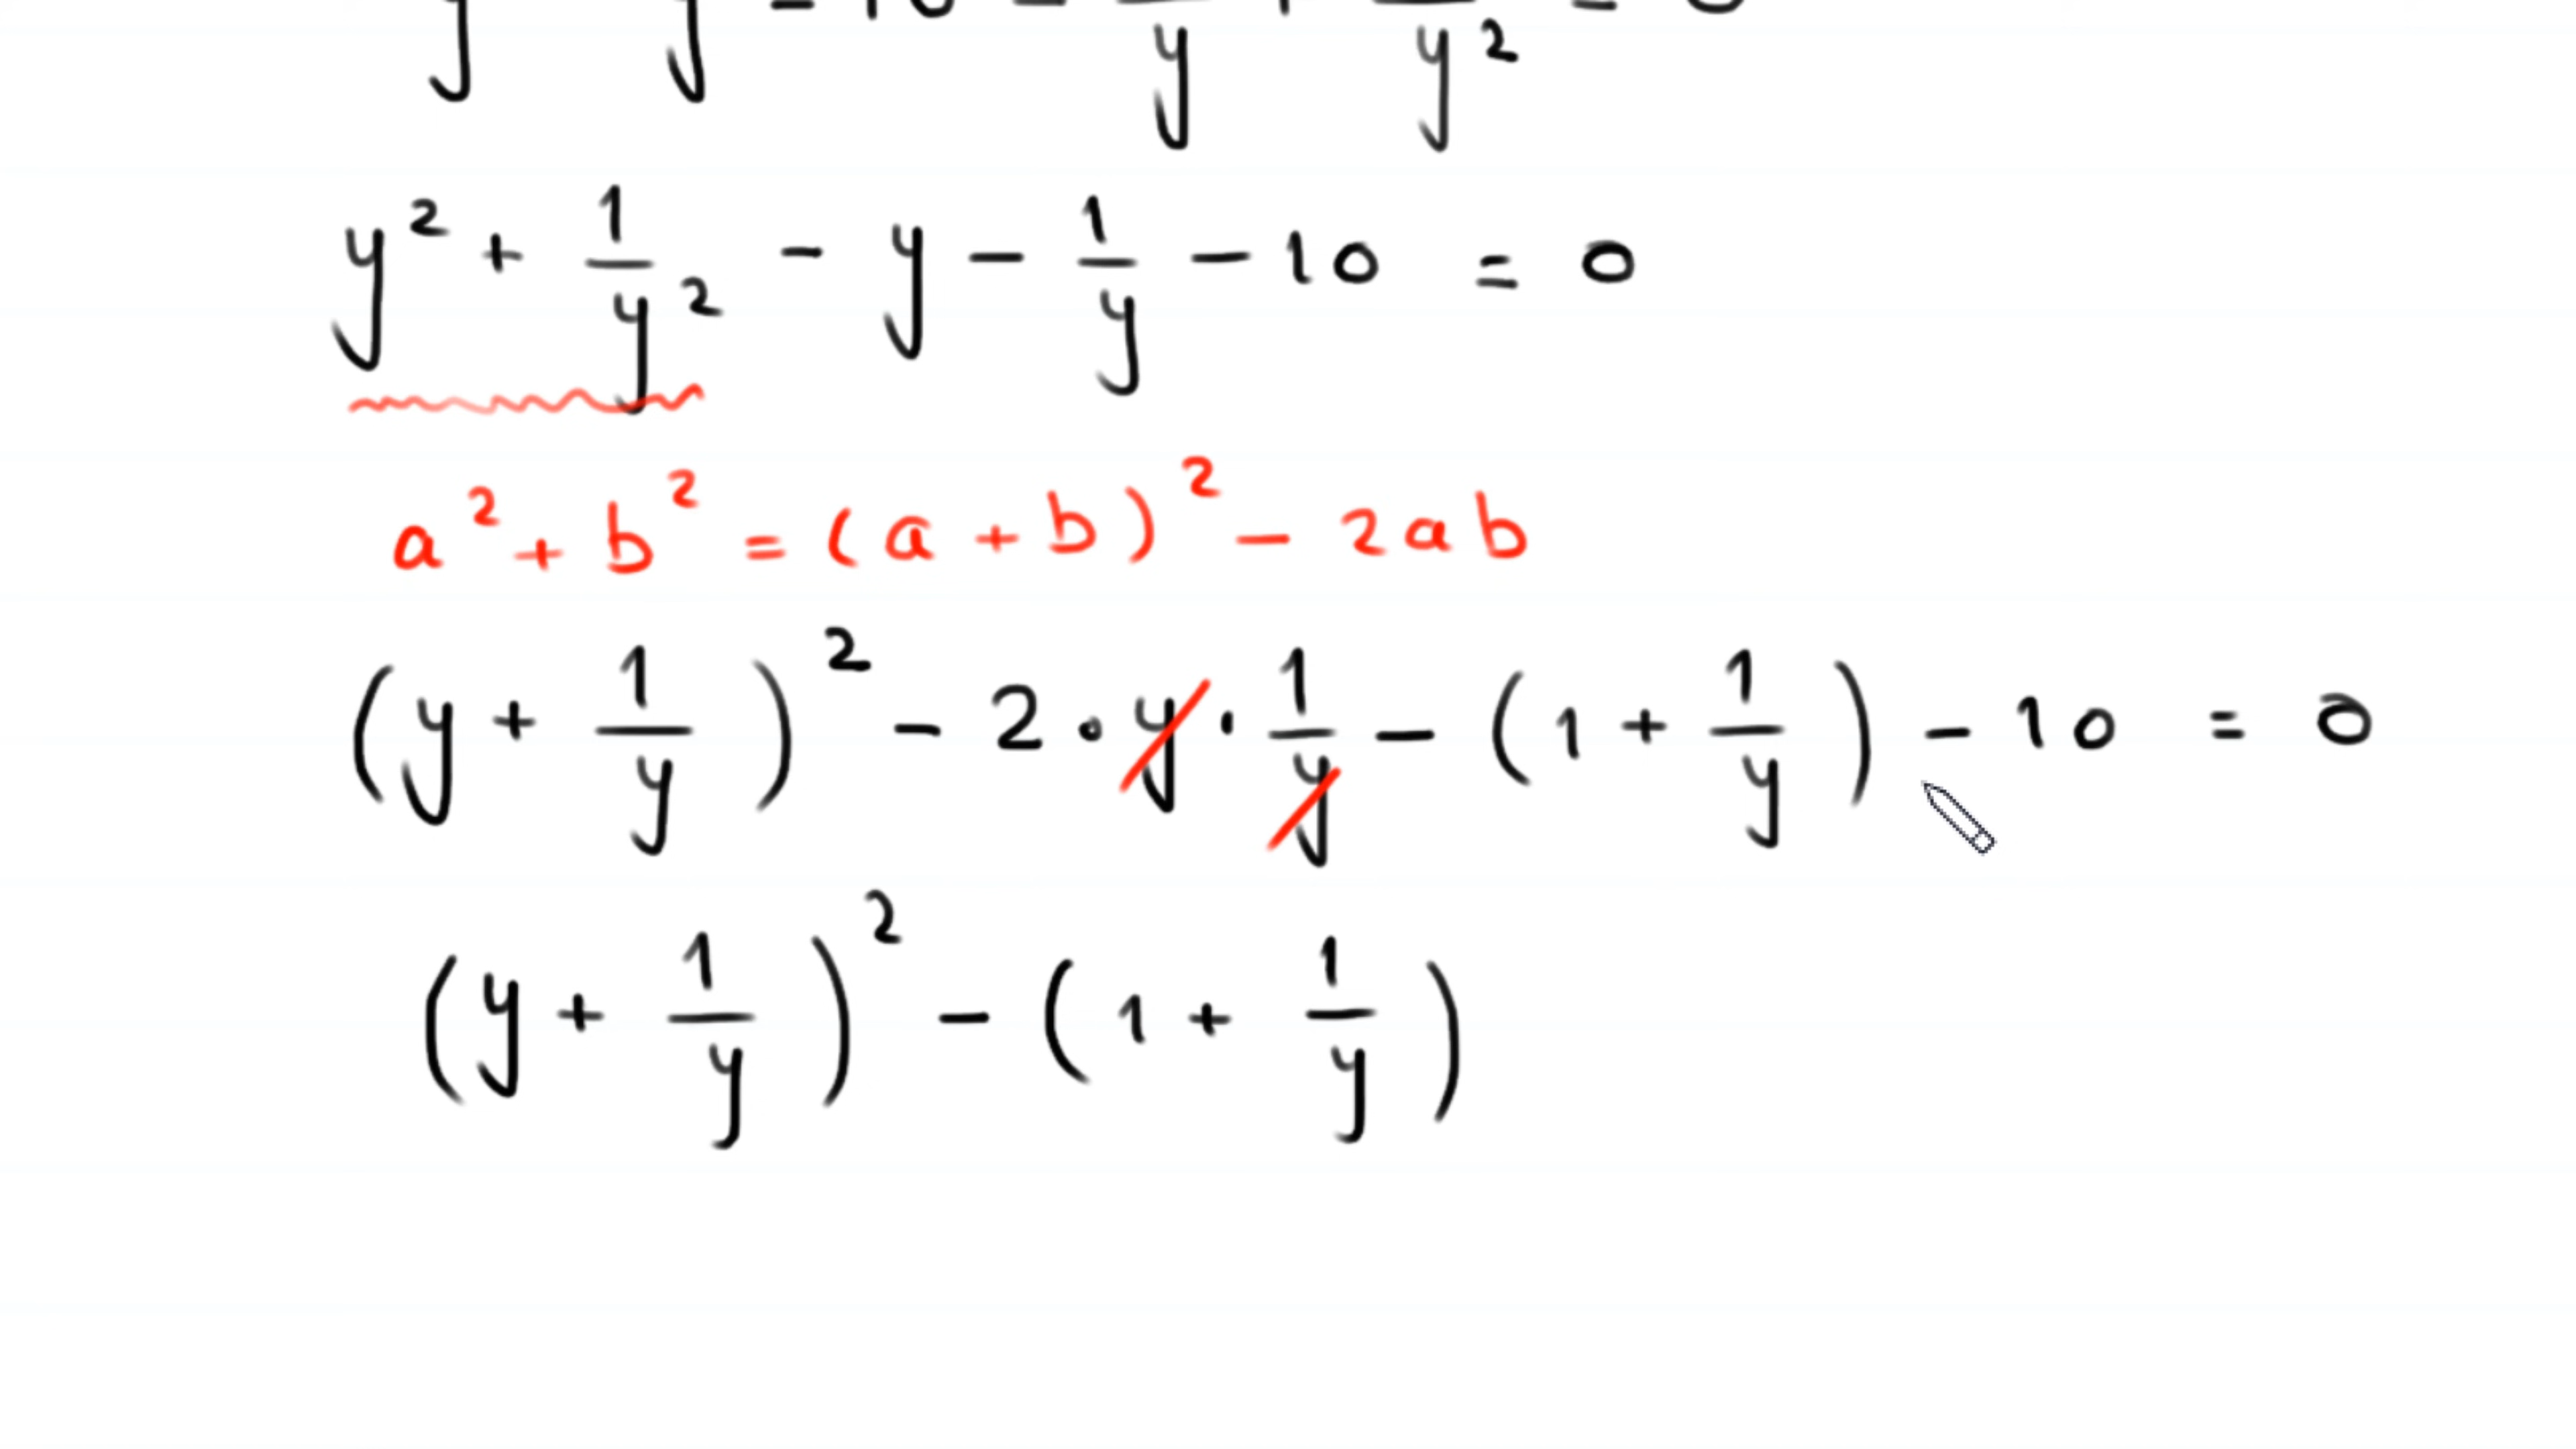 y² + 1/y² - y - 1/y - 10 = 0
a² + b² = (a + b)² - 2ab
(y + 1/y)² - 2 · y · 1/y - (1 + 1/y) - 10 = 0
(y + 1/y)² - (1 + 1/y)